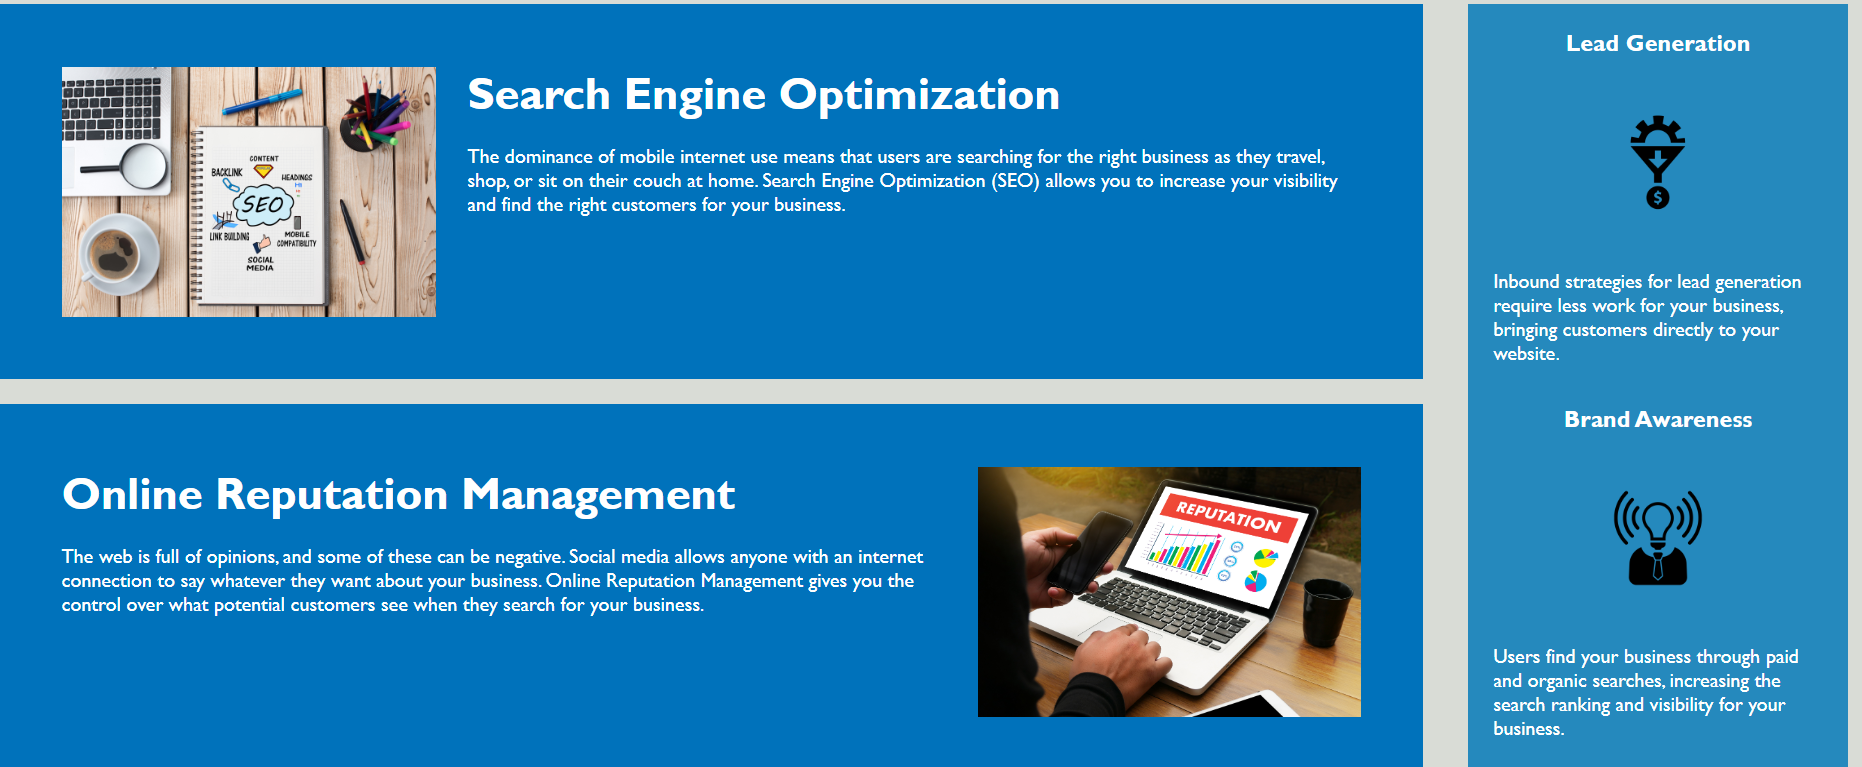 Search Engine Optimization
The dominance of mobile internet use means that users are searching for the right business as they travel,
shop, or sit on their couch at home. Search Engine Optimization (SEO) allows you to increase your visibility
and find the right customers for your business.
CONTENT
BACKLINK
HEADINGS
H1
SEO
LINK BUILDING
MOBILE
COMPATIBILITY
SOCIAL
MEDIA
Online Reputation Management
The web is full of opinions, and some of these can be negative. Social media allows anyone with an internet
connection to say whatever they want about your business. Online Reputation Management gives you the
control over what potential customers see when they search for your business.
REPUTATION
Lead Generation
$
Inbound strategies for lead generation
require less work for your business,
bringing customers directly to your
website.
Brand Awareness
Users find your business through paid
and organic searches, increasing the
search ranking and visibility for your
business.